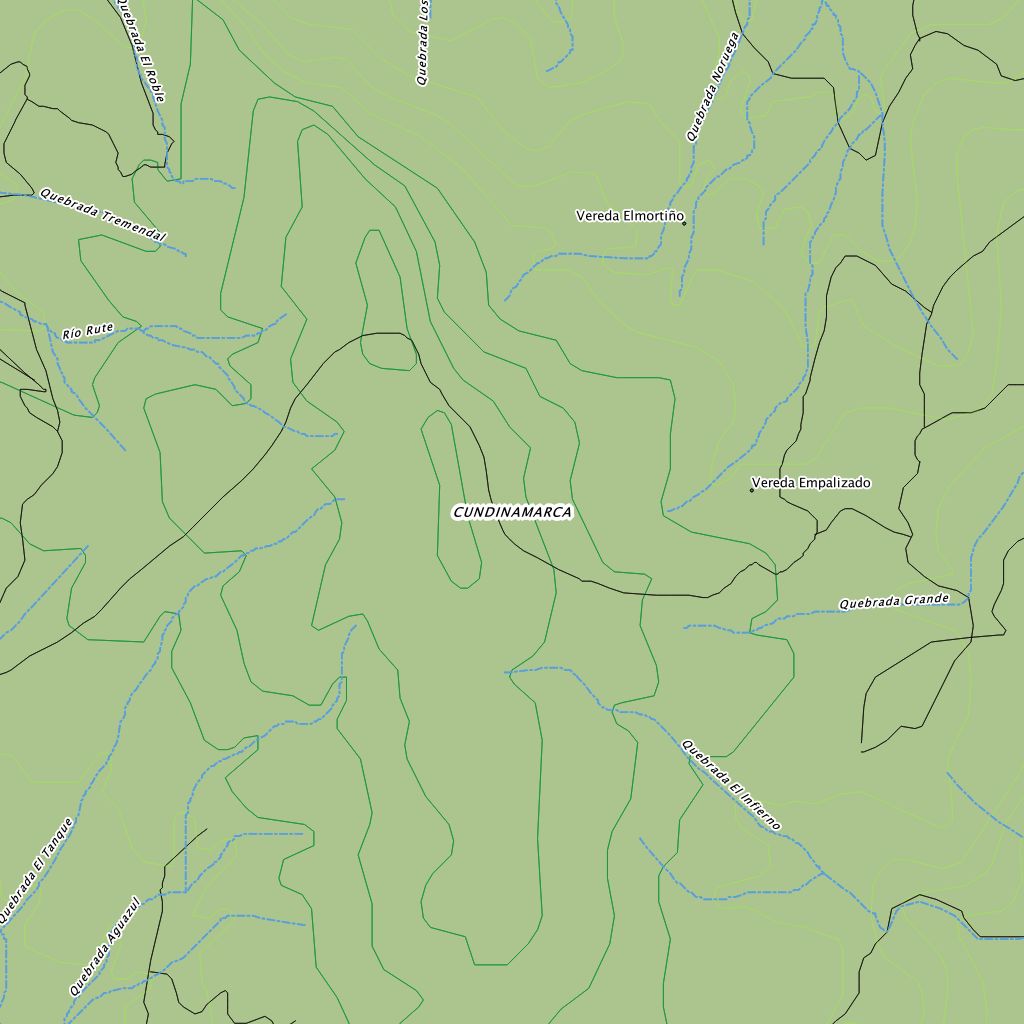 Quebrada El Roble
Quebrada Los
Quebrada Noruega
Quebrada Tremendal
Vereda Elmortiño
Río Rute
Vereda Empalizado
CUNDINAMARCA
Quebrada Grande
Quebrada El Infierno
Quebrada El Tanque
Quebrada Aguazul